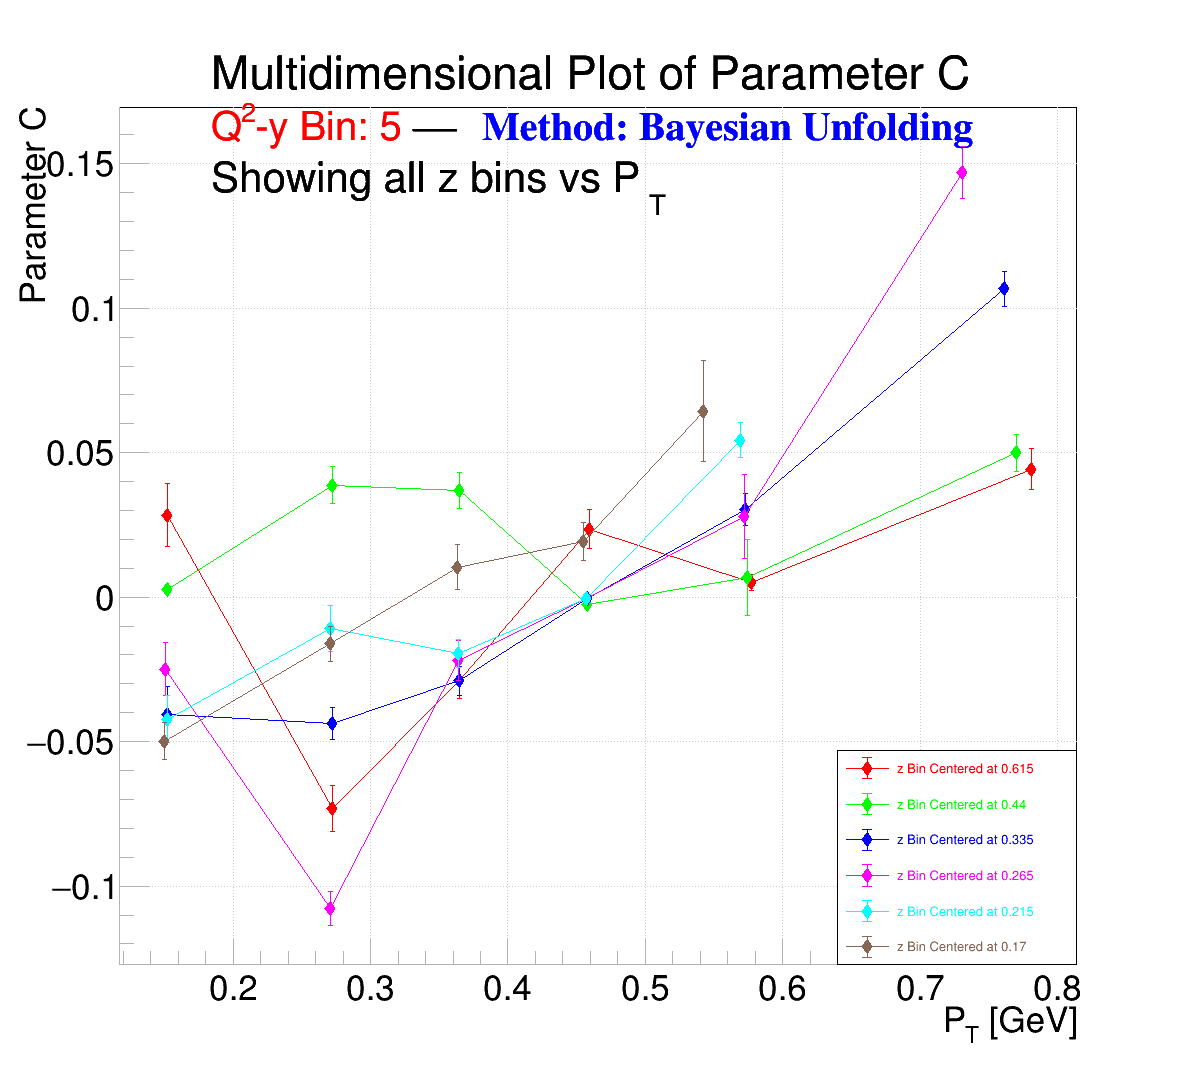 Multidimensional Plot of Parameter C
Q²-y Bin: 5 — Method: Bayesian Unfolding
Showing all z bins vs P_T
Parameter C
0.15
0.1
0.05
0
−0.05
−0.1
z Bin Centered at 0.615
z Bin Centered at 0.44
z Bin Centered at 0.335
z Bin Centered at 0.265
z Bin Centered at 0.215
z Bin Centered at 0.17
0.2 0.3 0.4 0.5 0.6 0.7 0.8
P_T [GeV]